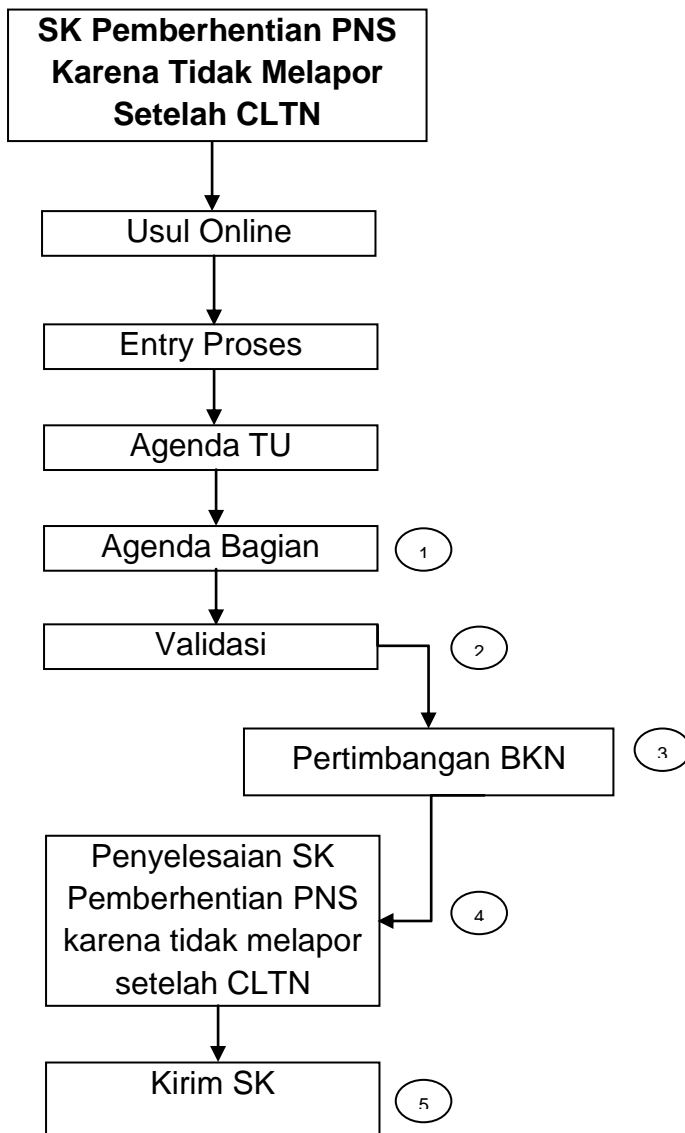 SK Pemberhentian PNS
Karena Tidak Melapor
Setelah CLTN
Usul Online
Entry Proses
Agenda TU
Agenda Bagian
1
Validasi
2
Pertimbangan BKN
3
Penyelesaian SK
Pemberhentian PNS
karena tidak melapor
setelah CLTN
4
Kirim SK
5